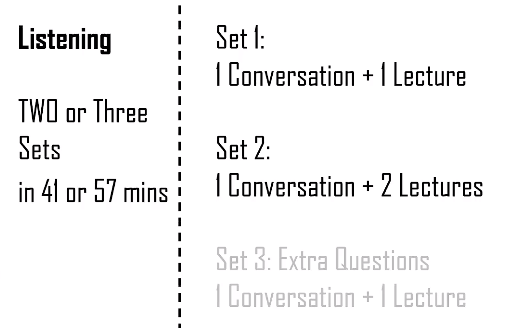 Listening
TWO or Three
Sets
in 41 or 57 mins
Set 1:
1 Conversation + 1 Lecture
Set 2:
1 Conversation + 2 Lectures
Set 3: Extra Questions
1 Conversation + 1 Lecture